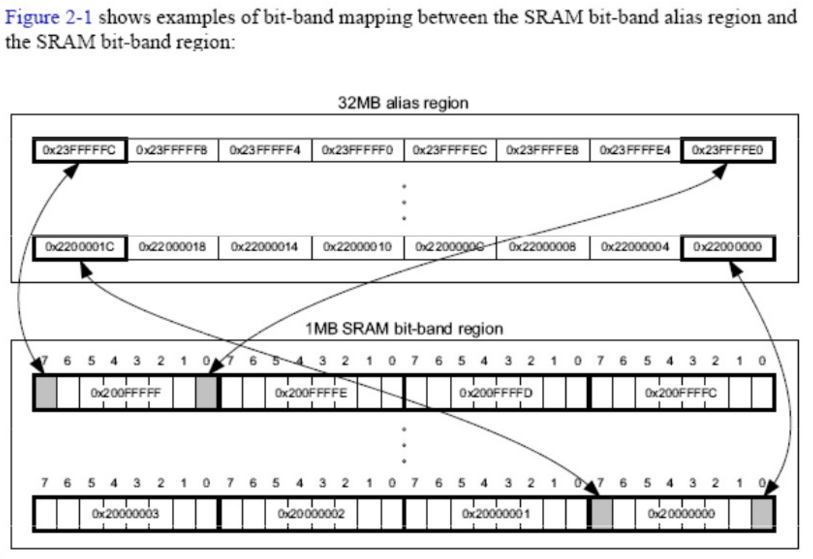 Figure 2-1 shows examples of bit-band mapping between the SRAM bit-band alias region and
the SRAM bit-band region:
32MB alias region
0x23FFFFFC 0x23FFFFF8 0x23FFFFF4 0x23FFFFF0 0x23FFFFEC 0x23FFFFE8 0x23FFFFE4 0x23FFFFE0
0x2200001C 0x22000018 0x22000014 0x22000010 0x2200000C 0x22000008 0x22000004 0x22000000
1MB SRAM bit-band region
7 6 5 4 3 2 1 0 7 6 5 4 3 2 1 0 7 6 5 4 3 2 1 0 7 6 5 4 3 2 1 0
0x200FFFFF 0x200FFFFE 0x200FFFFD 0x200FFFFC
7 6 5 4 3 2 1 0 7 6 5 4 3 2 1 0 7 6 5 4 3 2 1 0 7 6 5 4 3 2 1 0
0x20000003 0x20000002 0x20000001 0x20000000